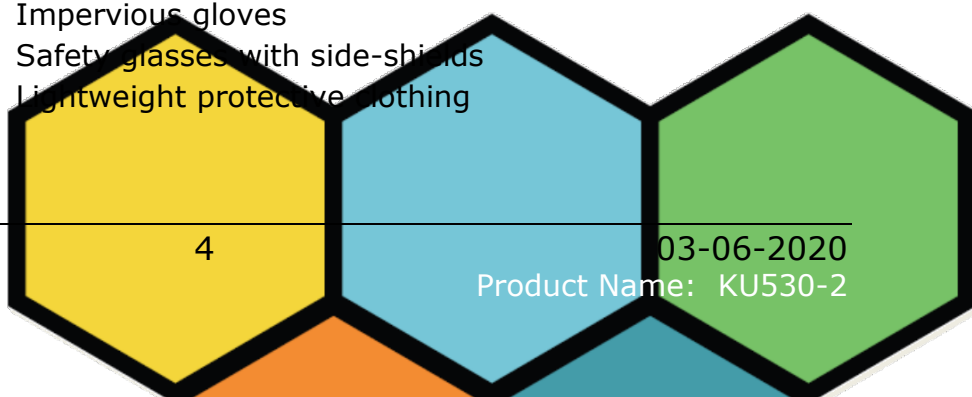 Impervious gloves
Safety glasses with side-shields
Lightweight protective clothing
4 03-06-2020
Product Name: KU530-2